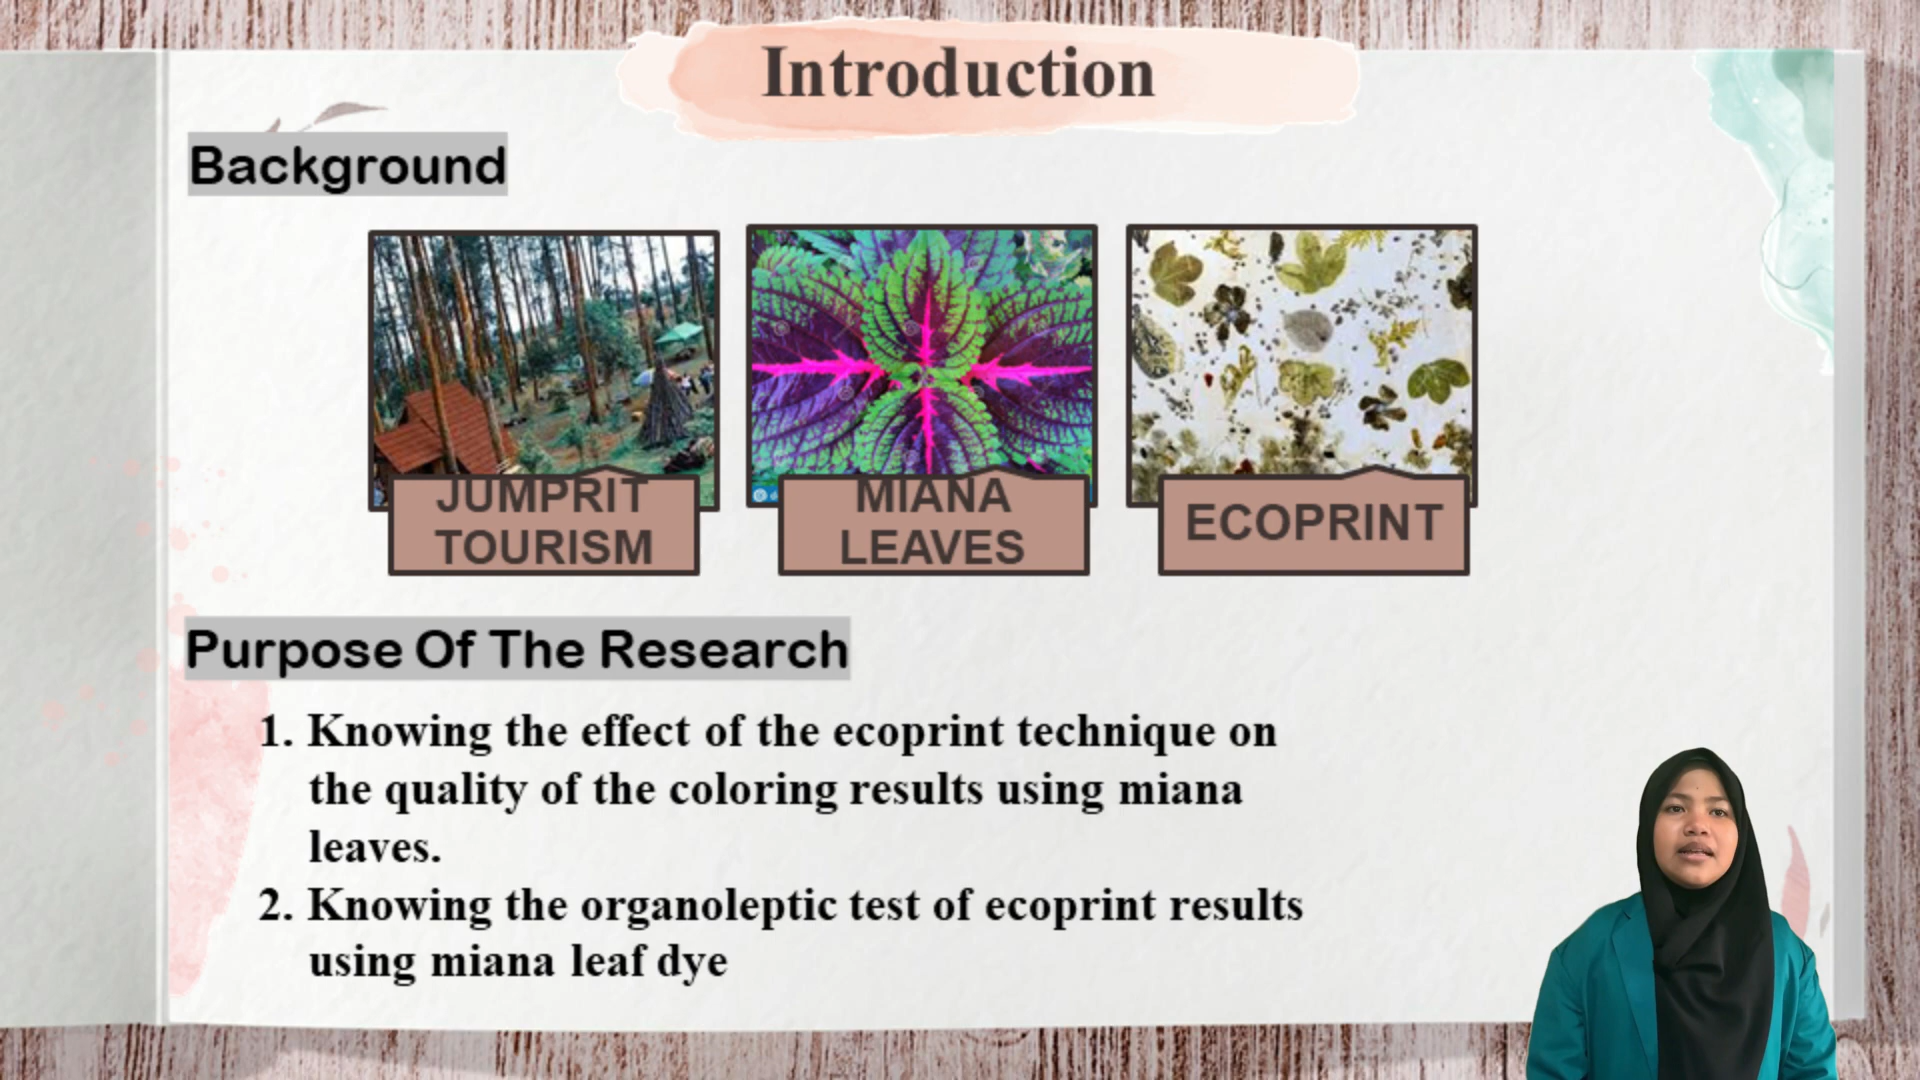 Introduction
Background
JUMPRIT
TOURISM
MIANA
LEAVES
ECOPRINT
Purpose Of The Research
1. Knowing the effect of the ecoprint technique on
the quality of the coloring results using miana
leaves.
2. Knowing the organoleptic test of ecoprint results
using miana leaf dye